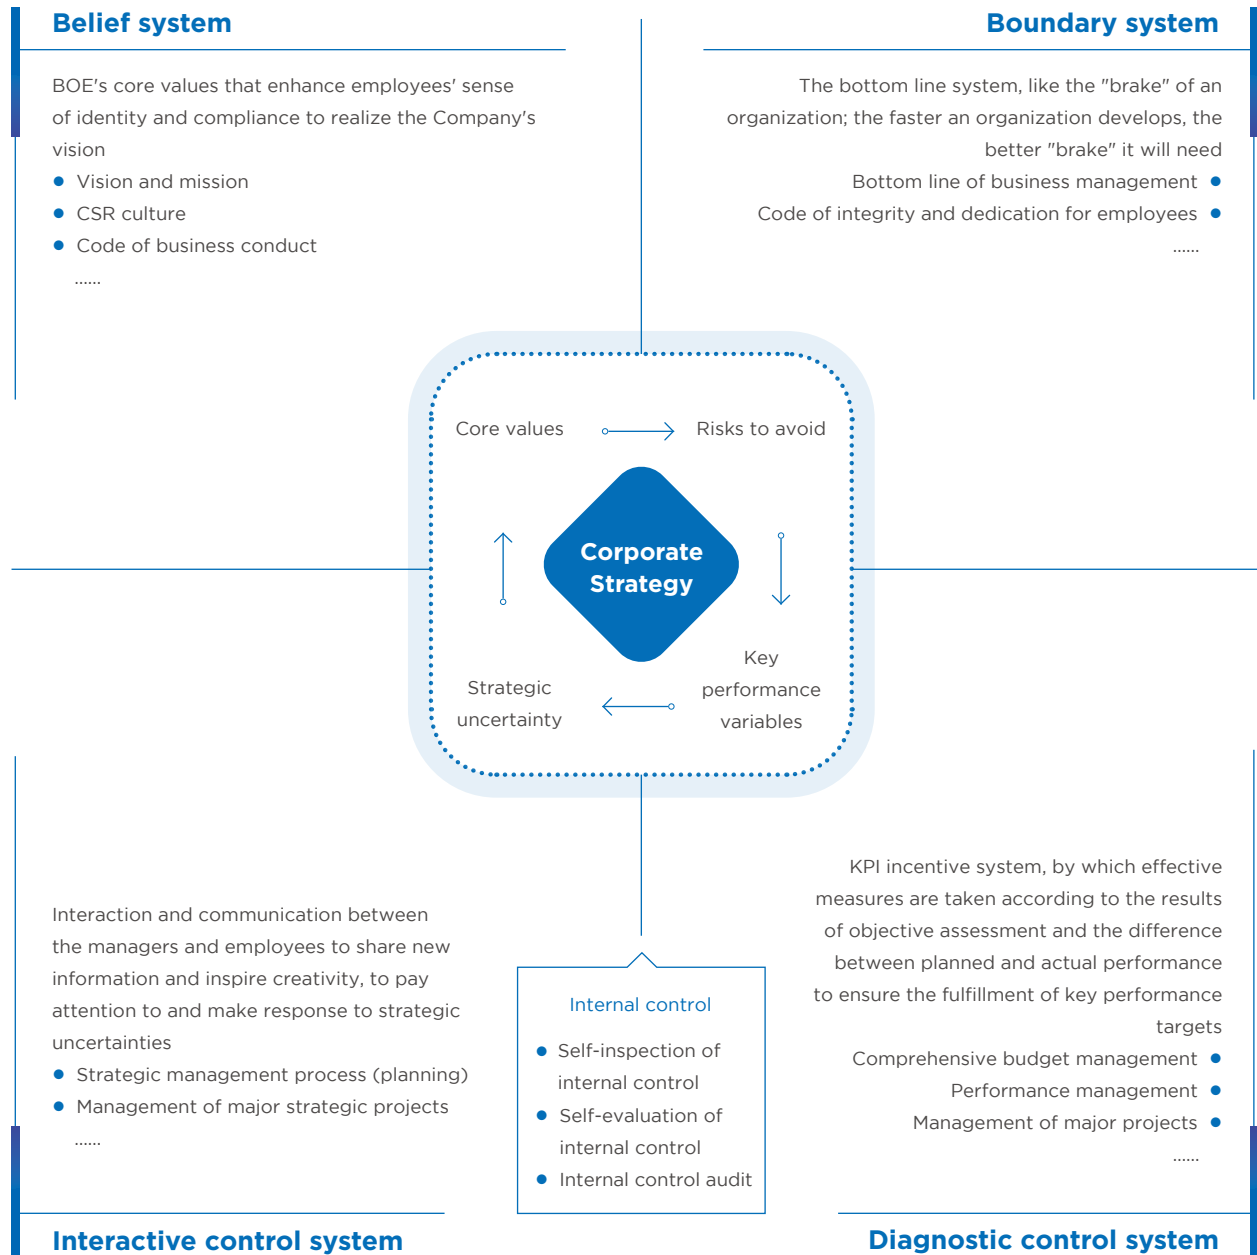 Belief system
BOE's core values that enhance employees' sense
of identity and compliance to realize the Company's
vision
● Vision and mission
● CSR culture
● Code of business conduct
......
Boundary system
The bottom line system, like the "brake" of an
organization; the faster an organization develops, the
better "brake" it will need
Bottom line of business management ●
Code of integrity and dedication for employees ●
......
Core values
Risks to avoid
Corporate
Strategy
Key
performance
variables
Strategic
uncertainty
Interaction and communication between
the managers and employees to share new
information and inspire creativity, to pay
attention to and make response to strategic
uncertainties
● Strategic management process (planning)
● Management of major strategic projects
......
Interactive control system
Internal control
● Self-inspection of
internal control
● Self-evaluation of
internal control
● Internal control audit
KPI incentive system, by which effective
measures are taken according to the results
of objective assessment and the difference
between planned and actual performance
to ensure the fulfillment of key performance
targets
Comprehensive budget management ●
Performance management ●
Management of major projects ●
......
Diagnostic control system